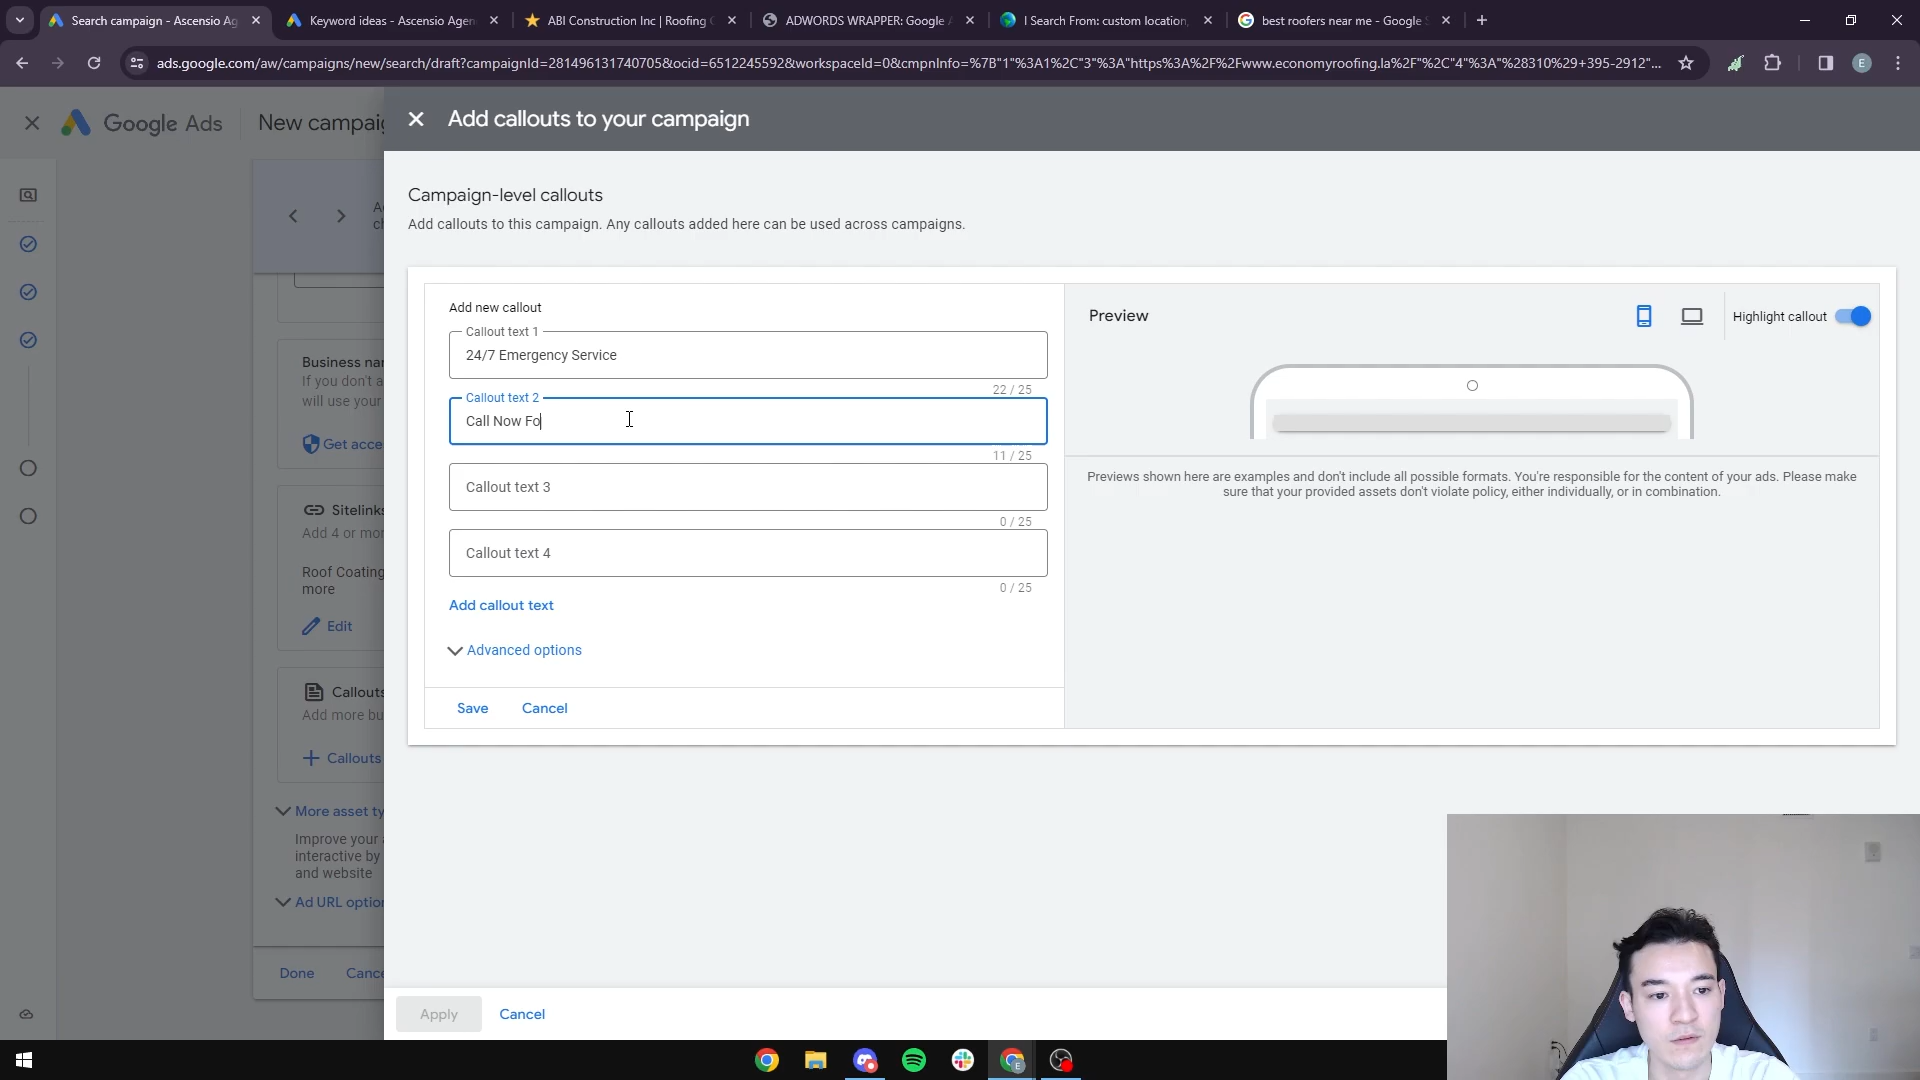 Search campaign - Ascensio Ag
Keyword ideas - Ascensio Agen
ABI Construction Inc | Roofing C
ADWORDS WRAPPER: Google A
I Search From: custom location,
best roofers near me - Google S
ads.google.com/aw/campaigns/new/search/draft?campaignId=281496131740705&ocid=6512245592&workspaceId=0&cmpnInfo=%7B"1"%3A1%2C"3"%3A"https%3A%2F%2Fwww.economyroofing.la%2F"%2C"4"%3A"%28310%29+395-2912"...
E
Google Ads
New campaig
Add callouts to your campaign
Campaign-level callouts
Add callouts to this campaign. Any callouts added here can be used across campaigns.
Add new callout
Callout text 1
24/7 Emergency Service
22 / 25
Callout text 2
Call Now Fo
11 / 25
Callout text 3
0 / 25
Callout text 4
0 / 25
Add callout text
Advanced options
Save
Cancel
Preview
Highlight callout
Previews shown here are examples and don't include all possible formats. You're responsible for the content of your ads. Please make
sure that your provided assets don't violate policy, either individually, or in combination.
Business nar
If you don't a
will use your
Get acce
Sitelinks
Add 4 or mor
Roof Coating
more
Edit
Callouts
Add more bu
Callouts
More asset ty
Improve your
interactive by
and website
Ad URL option
Done
Cance
Apply
Cancel
E